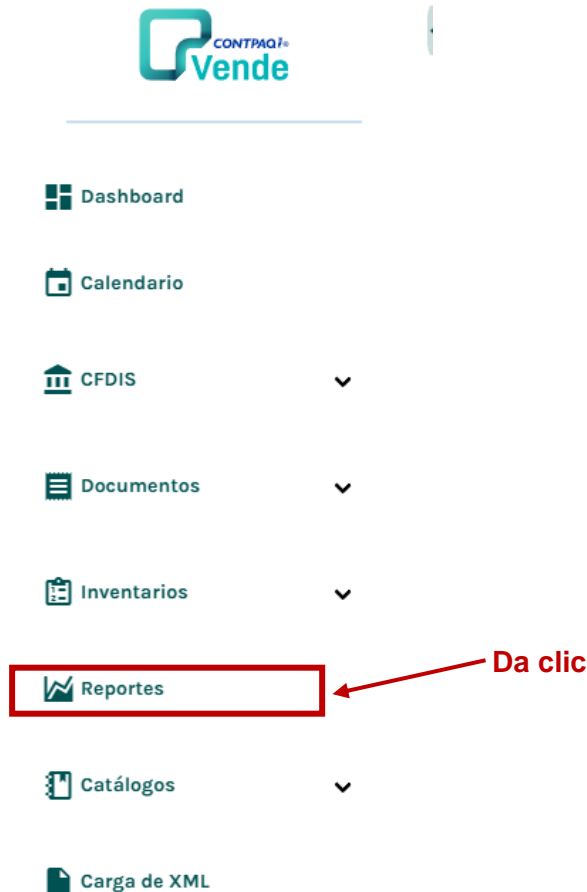 CONTPAQi®
Vende
Dashboard
Calendario
CFDIS
Documentos
Inventarios
Da clic
Reportes
Catálogos
Carga de XML